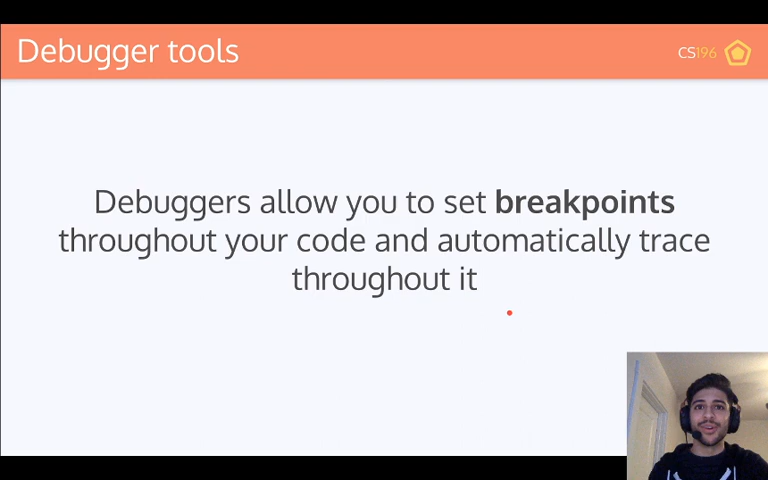 Debugger tools
CS196
Debuggers allow you to set breakpoints
throughout your code and automatically trace
throughout it